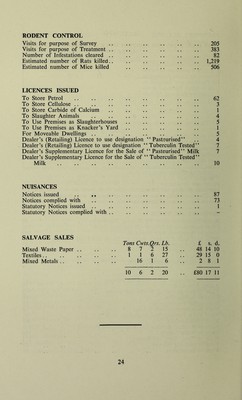 RODENT CONTROL
Visits for purpose of Survey .. .. .. .. .. 205
Visits for purpose of Treatment .. .. .. .. .. 383
Number of Infestations cleared .. .. .. .. .. 82
Estimated number of Rats killed .. .. .. .. .. 1,219
Estimated number of Mice killed .. .. .. .. .. 506
LICENCES ISSUED
To Store Petrol .. .. .. .. .. .. .. 62
To Store Cellulose .. .. .. .. .. .. .. 3
To Store Carbide of Calcium .. .. .. .. .. 1
To Slaughter Animals .. .. .. .. .. .. 4
To Use Premises as Slaughterhouses .. .. .. .. 5
To Use Premises as Knacker's Yard .. .. .. .. 1
For Moveable Dwellings .. .. .. .. .. .. 5
Dealer's (Retailing) Licence to use designation "Pasteurised" .. 4
Dealer's (Retailing) Licence to use designation "Tuberculin Tested" 7
Dealer's Supplementary Licence for the Sale of "Pasteurised" Milk 7
Dealer's Supplementary Licence for the Sale of "Tuberculin Tested"
Milk .. .. .. .. .. .. .. 10
NUISANCES
Notices issued .. .. .. .. .. .. .. 87
Notices complied with .. .. .. .. .. .. 73
Statutory Notices issued .. .. .. .. .. .. 1
Statutory Notices complied with .. .. .. .. .. –
SALVAGE SALES
Tons Cwts. Qrs. Lb. £ s. d.
Mixed Waste Paper .. .. .. 8 7 2 15 .. 48 14 10
Textiles .. .. .. .. 1 1 6 27 .. 29 15 0
Mixed Metals .. .. .. 16 1 6 .. 2 8 1
10 6 2 20 .. £80 17 11
24